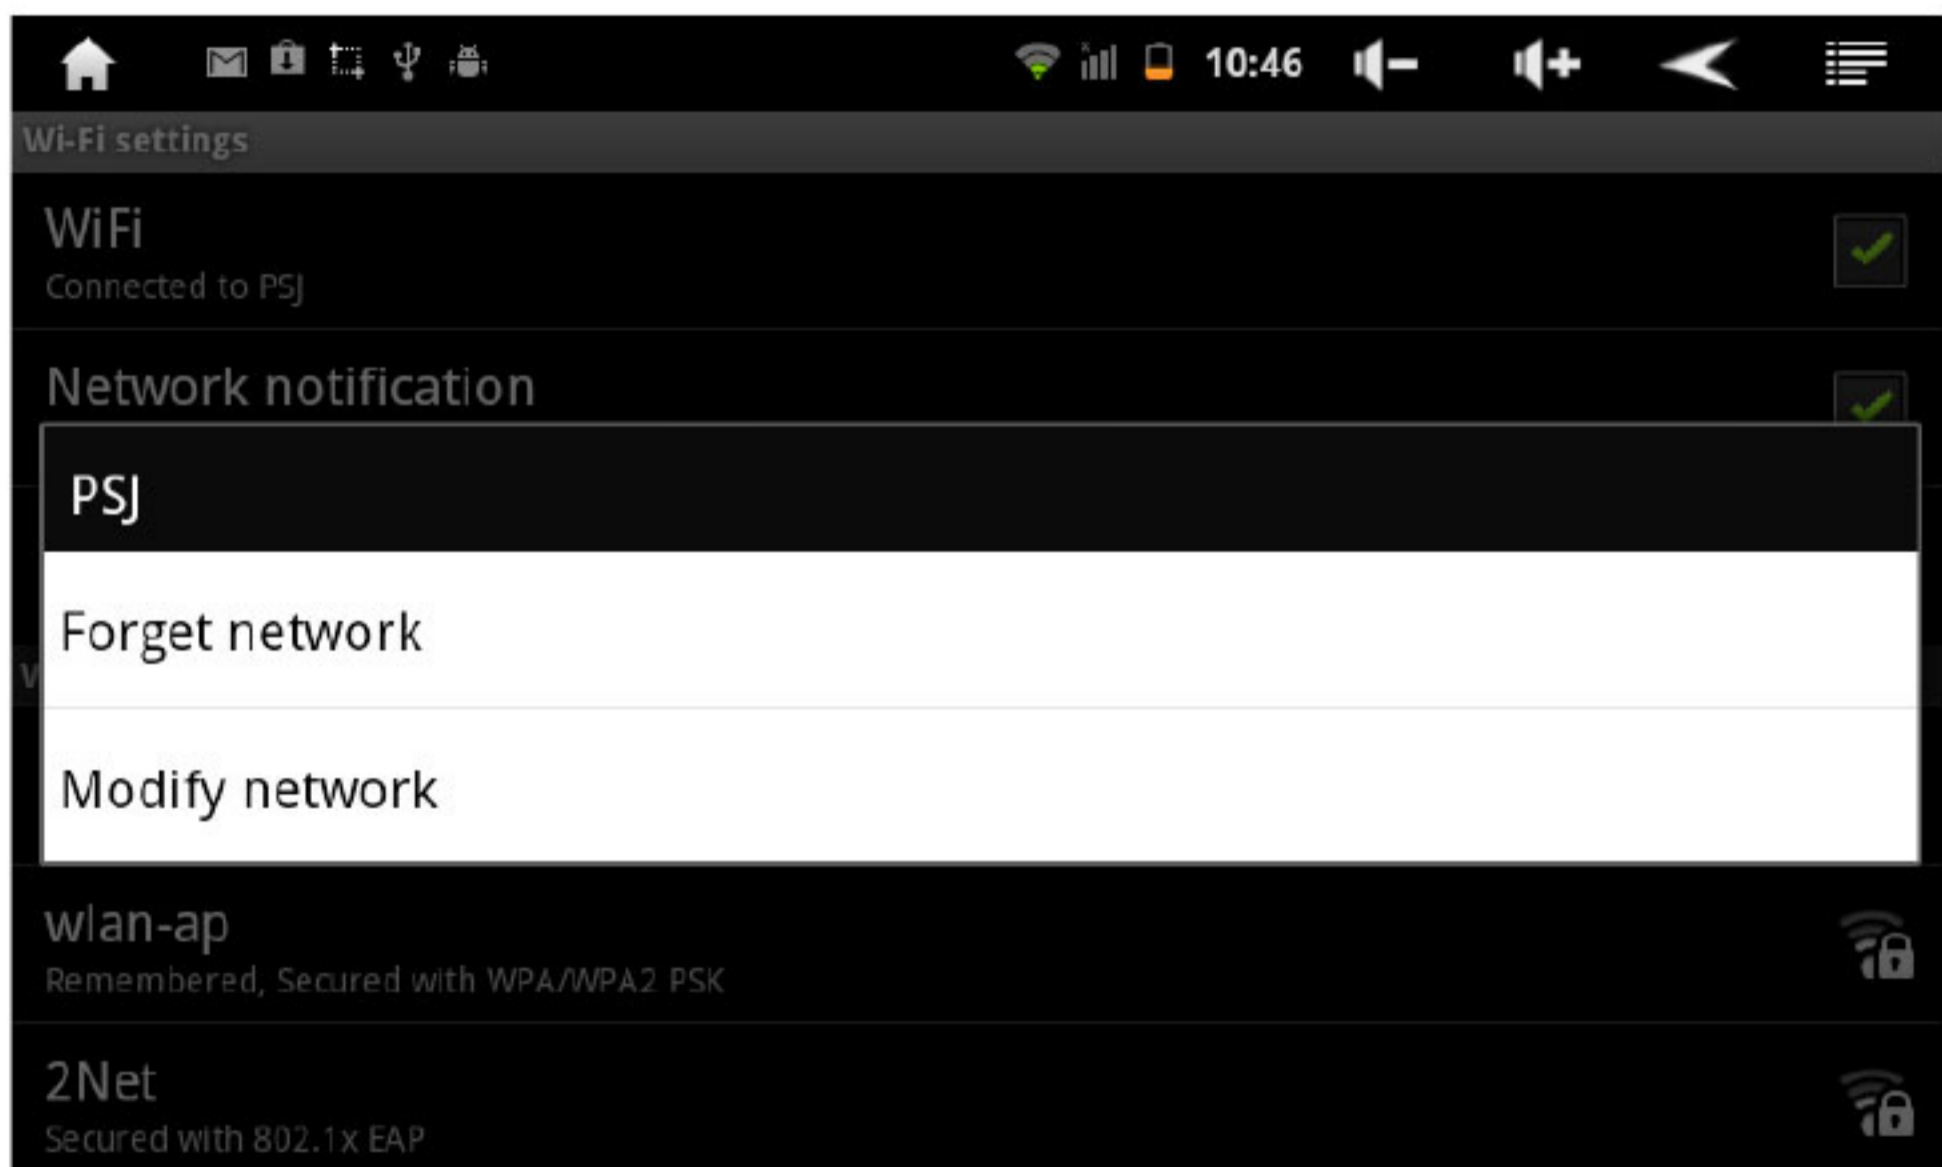 10:46
Wi-Fi settings
WiFi
Connected to PSJ
Network notification
PSJ
Forget network
Modify network
wlan-ap
Remembered, Secured with WPA/WPA2 PSK
2Net
Secured with 802.1x EAP